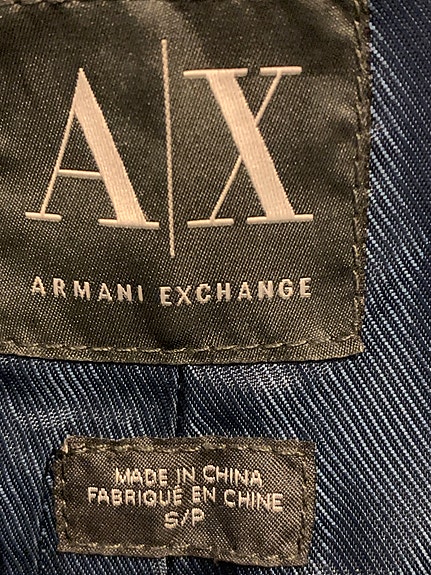 A|X
ARMANI EXCHANGE
MADE IN CHINA
FABRIQUÉ EN CHINE
S/P